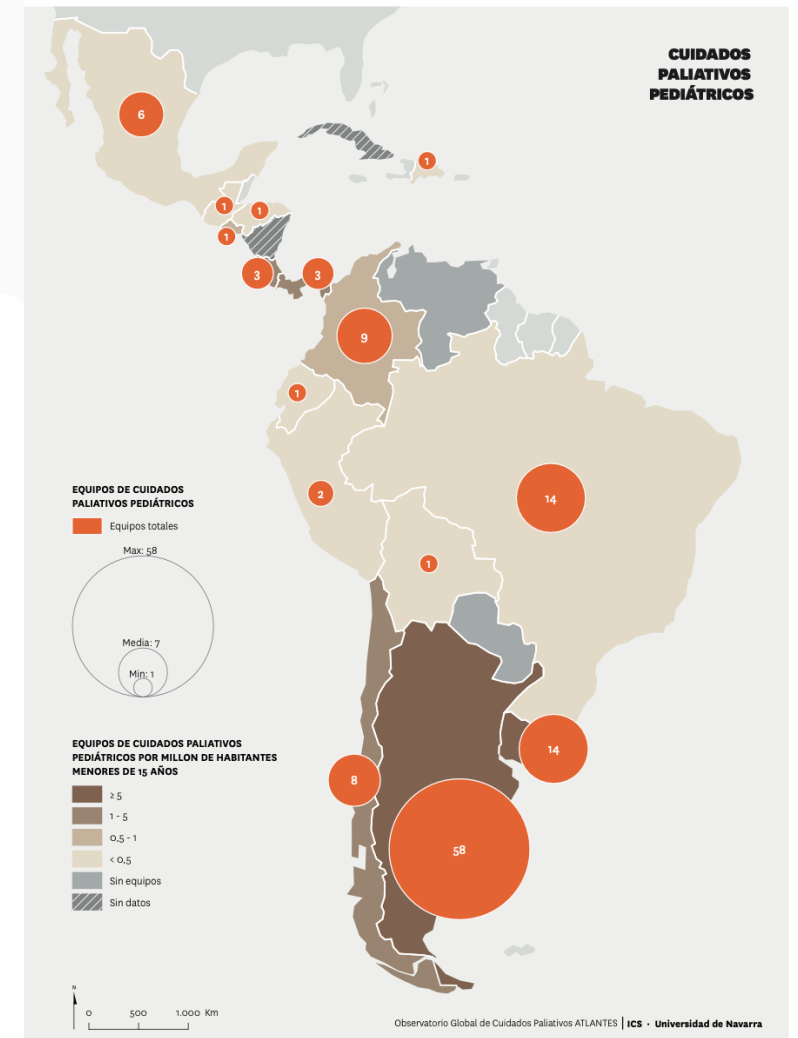 CUIDADOS
PALIATIVOS
PEDIÁTRICOS
6
1
1
1
1
3
3
9
1
2
14
1
14
8
58
EQUIPOS DE CUIDADOS
PALIATIVOS PEDIÁTRICOS
Equipos totales
Max: 58
Media: 7
Min: 1
EQUIPOS DE CUIDADOS PALIATIVOS
PEDIÁTRICOS POR MILLON DE HABITANTES
MENORES DE 15 AÑOS
≥ 5
1 - 5
0,5 - 1
< 0,5
Sin equipos
Sin datos
N
0 500 1.000 Km
Observatorio Global de Cuidados Paliativos ATLANTES | ICS · Universidad de Navarra